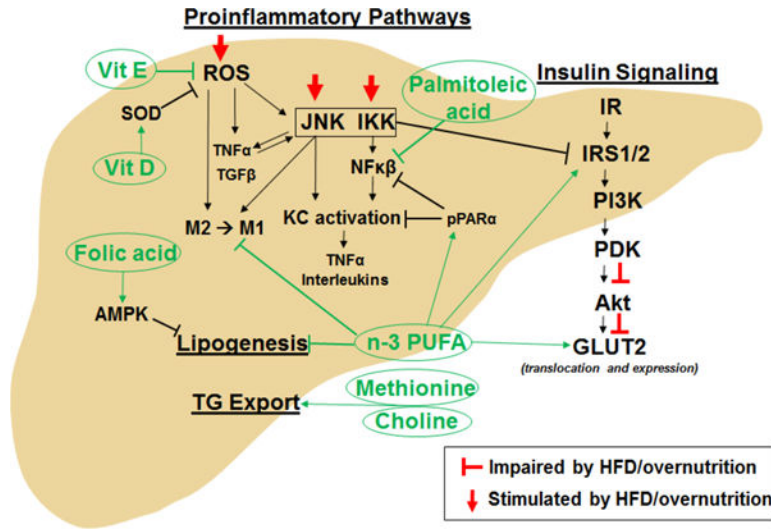 Proinflammatory Pathways
Vit E
ROS
Insulin Signaling
Palmitoleic
acid
SOD
JNK IKK
IR
TNFα
TGFβ
IRS1/2
Vit D
NFκβ
PI3K
M2 → M1
KC activation
pPARα
PDK
Folic acid
TNFα
Interleukins
AMPK
Akt
Lipogenesis
n-3 PUFA
GLUT2
(translocation and expression)
Methionine
TG Export
Choline
Impaired by HFD/overnutrition
Stimulated by HFD/overnutrition